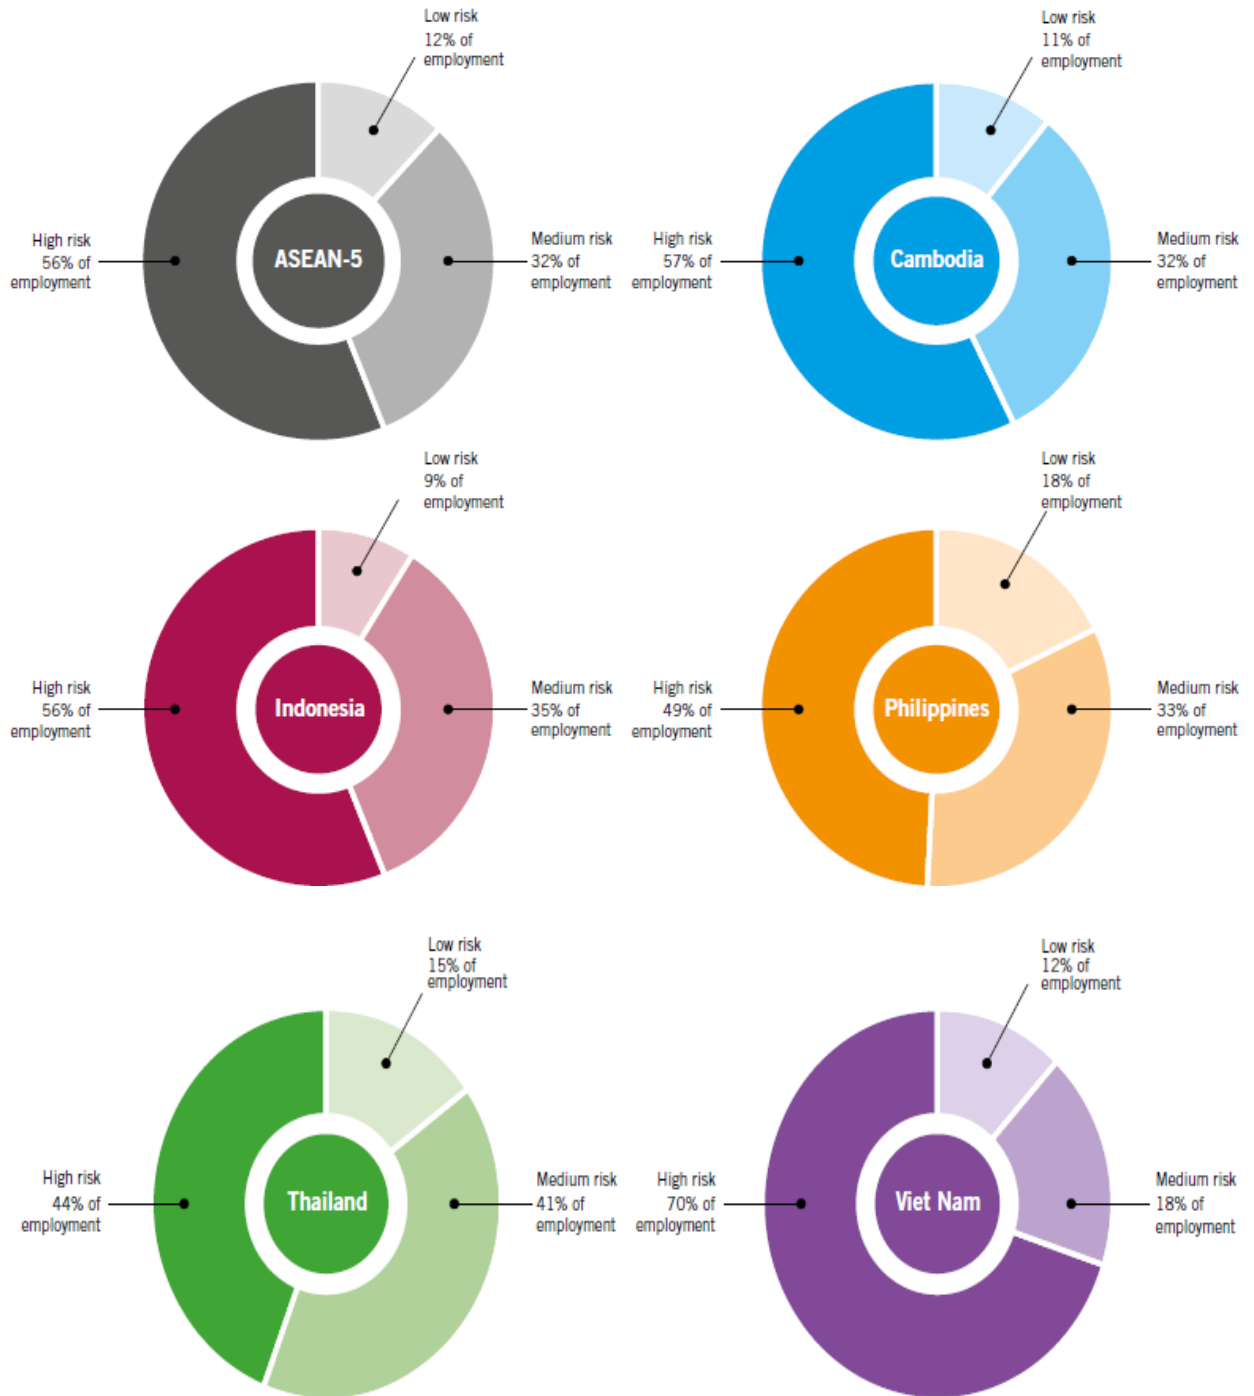 Low risk
12% of
employment
High risk
56% of
employment
ASEAN-5
Medium risk
32% of
employment
Low risk
11% of
employment
High risk
57% of
employment
Cambodia
Medium risk
32% of
employment
Low risk
9% of
employment
High risk
56% of
employment
Indonesia
Medium risk
35% of
employment
Low risk
18% of
employment
High risk
49% of
employment
Philippines
Medium risk
33% of
employment
Low risk
15% of
employment
High risk
44% of
employment
Thailand
Medium risk
41% of
employment
Low risk
12% of
employment
High risk
70% of
employment
Viet Nam
Medium risk
18% of
employment